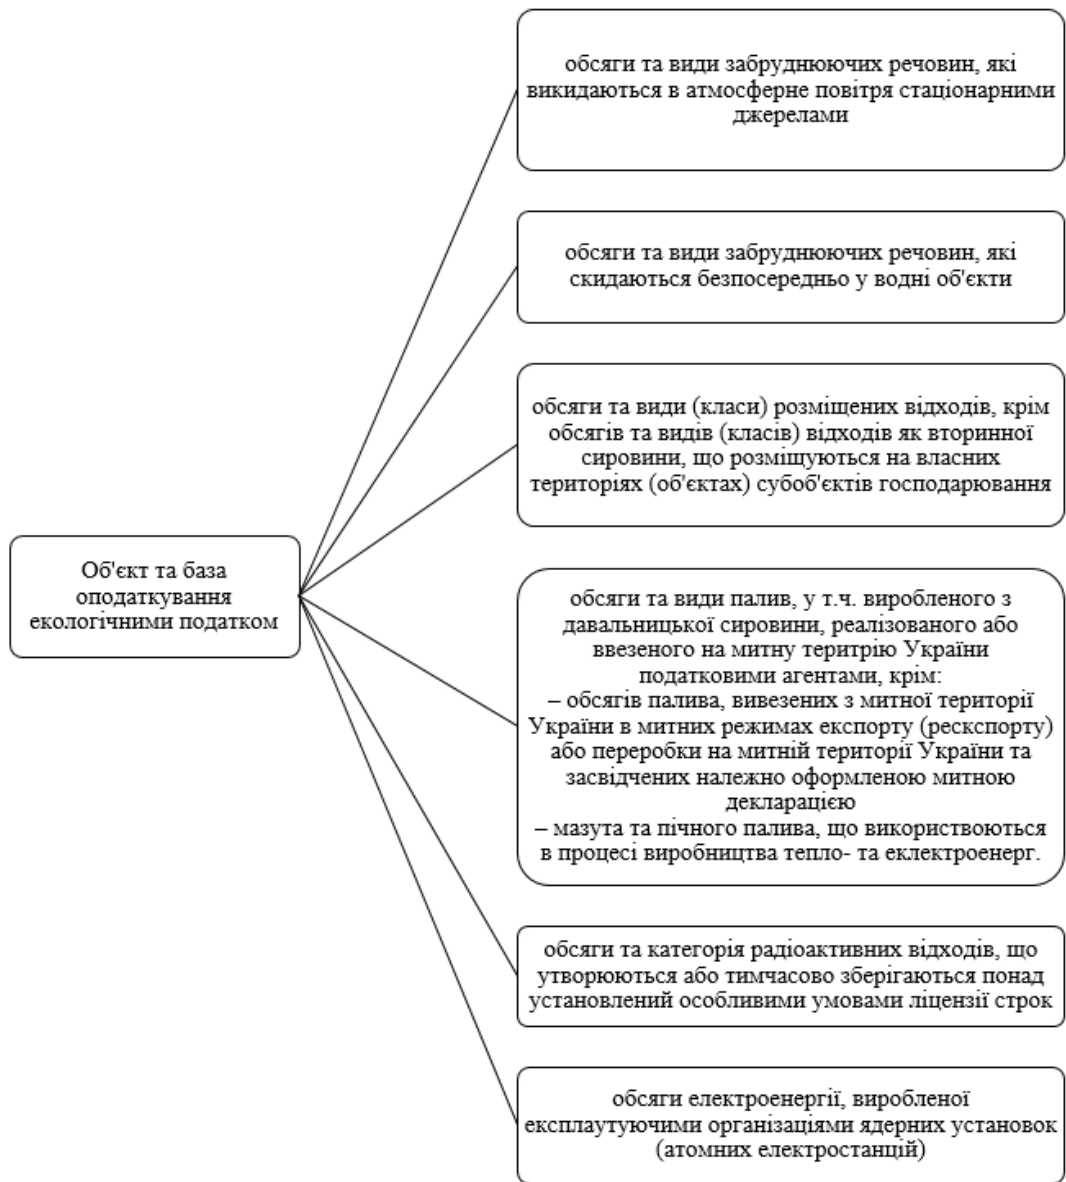 Об'єкт та база
оподаткування
екологічними податком
обсяги та види забруднюючих речовин, які
викидаються в атмосферне повітря стаціонарними
джерелами
обсяги та види забруднюючих речовин, які
скидаються безпосередньо у водні об'єкти
обсяги та види (класи) розміщених відходів, крім
обсягів та видів (класів) відходів як вторинної
сировини, що розміщуються на власних
територіях (об'єктах) субоб'єктів господарювання
обсяги та види палив, у т.ч. виробленого з
давальницької сировини, реалізованого або
ввезеного на митну теритрію України
податковими агентами, крім:
– обсягів палива, вивезених з митної території
України в митних режимах експорту (рескспорту)
або переробки на митній території України та
засвідчених належно оформленою митною
декларацією
– мазута та пічного палива, що використвоються
в процесі виробництва тепло- та еклектроенерг.
обсяги та категорія радіоактивних відходів, що
утворюються або тимчасово зберігаються понад
установлений особливими умовами ліцензії строк
обсяги електроенергії, виробленої
експлаутуючими організаціями ядерних установок
(атомних електростанцій)